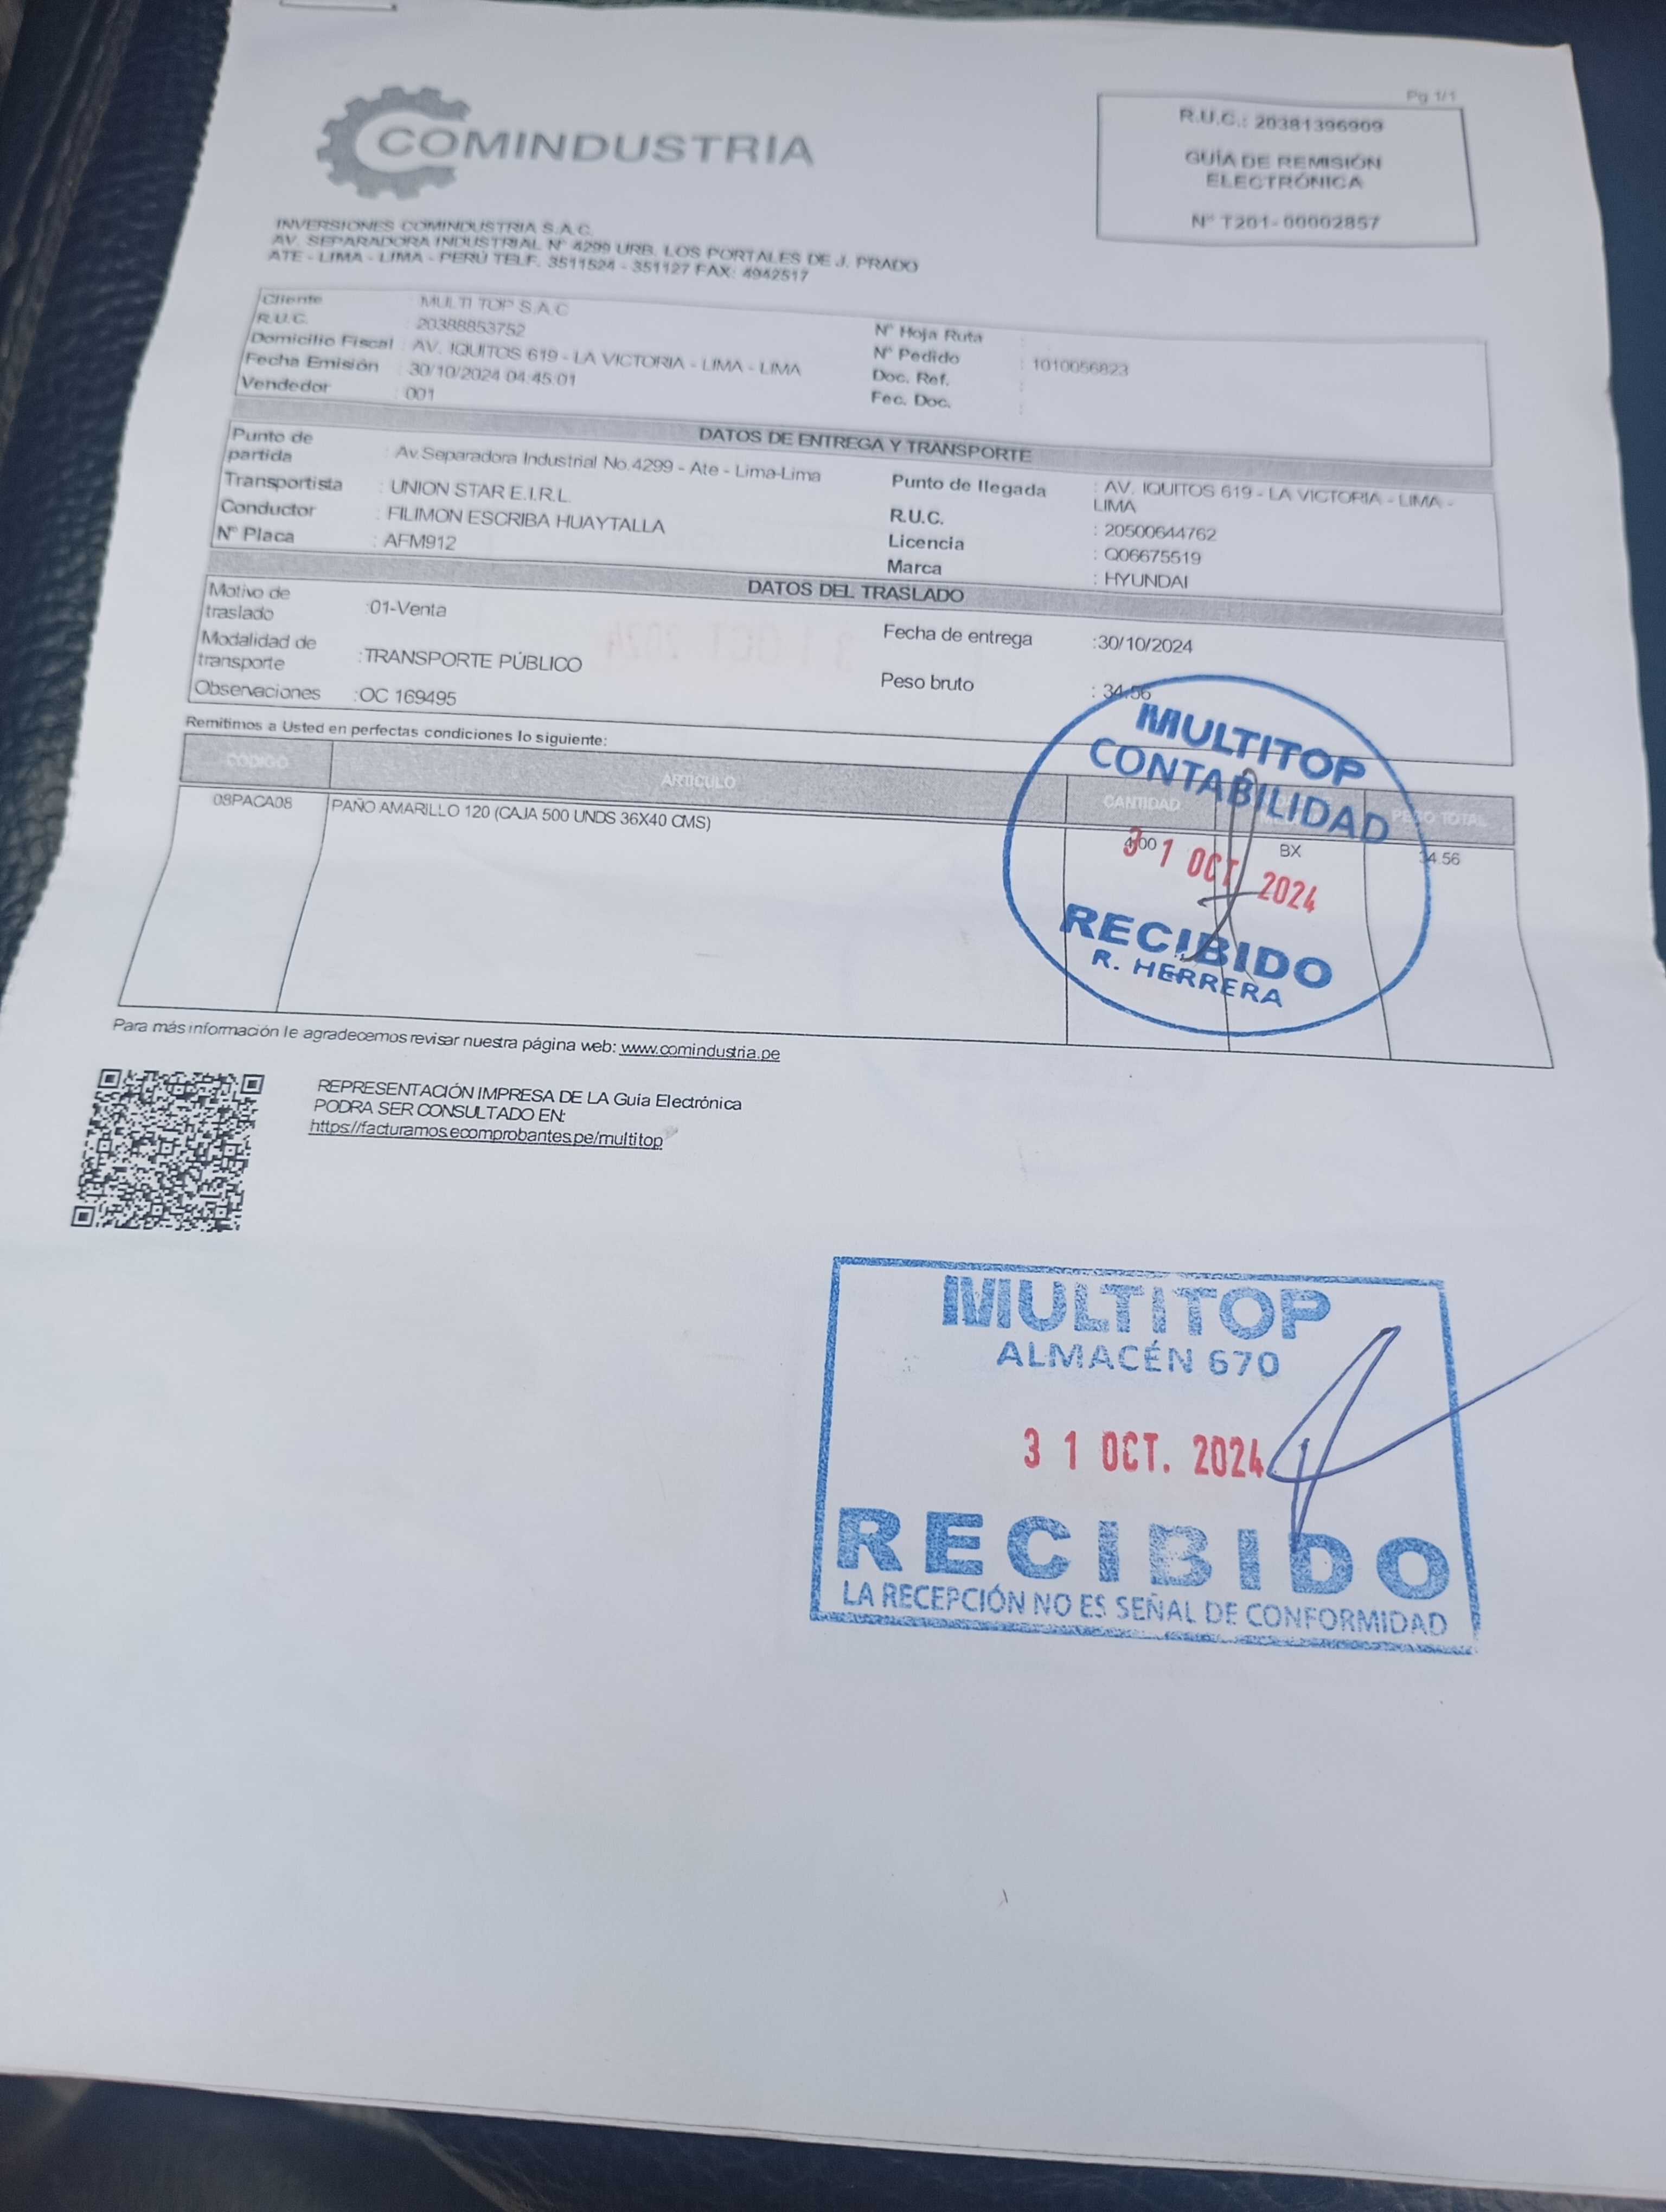 Pg 1/1
COMINDUSTRIA
R.U.C.: 20381396909
GUÍA DE REMISIÓN
ELECTRÓNICA
N° T201- 00002857
INVERSIONES COMINDUSTRIA S.A.C.
AV. SEPARADORA INDUSTRIAL N° 4299 URB. LOS PORTALES DE J. PRADO
ATE - LIMA - LIMA - PERÚ TELF. 3511524 - 351127 FAX: 4942517
Cliente : MULTI TOP S.A.C
R.U.C. : 20388853752
Domicilio Fiscal : AV. IQUITOS 619 - LA VICTORIA - LIMA - LIMA
Fecha Emisión : 30/10/2024 04:45:01
Vendedor : 001
N° Hoja Ruta :
N° Pedido : 1010056823
Doc. Ref. :
Fec. Doc. :
DATOS DE ENTREGA Y TRANSPORTE
Punto de partida : Av.Separadora Industrial No.4299 - Ate - Lima-Lima
Transportista : UNION STAR E.I.R.L.
Conductor : FILIMON ESCRIBA HUAYTALLA
N° Placa : AFM912
Punto de llegada : AV. IQUITOS 619 - LA VICTORIA - LIMA -
LIMA
R.U.C. : 20500644762
Licencia : Q06675519
Marca : HYUNDAI
DATOS DEL TRASLADO
Motivo de traslado :01-Venta
Modalidad de transporte :TRANSPORTE PÚBLICO
Observaciones :OC 169495
Fecha de entrega :30/10/2024
Peso bruto : 34.56
Remitimos a Usted en perfectas condiciones lo siguiente:
CODIGO ARTICULO CANTIDAD PESO TOTAL
08PACA08 PAÑO AMARILLO 120 (CAJA 500 UNDS 36X40 CMS) 4.00 BX 34.56
MULTITOP
CONTABILIDAD
31 OCT 2024
RECIBIDO
R. HERRERA
Para más información le agradecemos revisar nuestra página web: www.comindustria.pe
REPRESENTACIÓN IMPRESA DE LA Guía Electrónica
PODRA SER CONSULTADO EN:
https://facturamos.ecomprobantes.pe/multitop
MULTITOP
ALMACÉN 670
31 OCT. 2024
RECIBIDO
LA RECEPCIÓN NO ES SEÑAL DE CONFORMIDAD